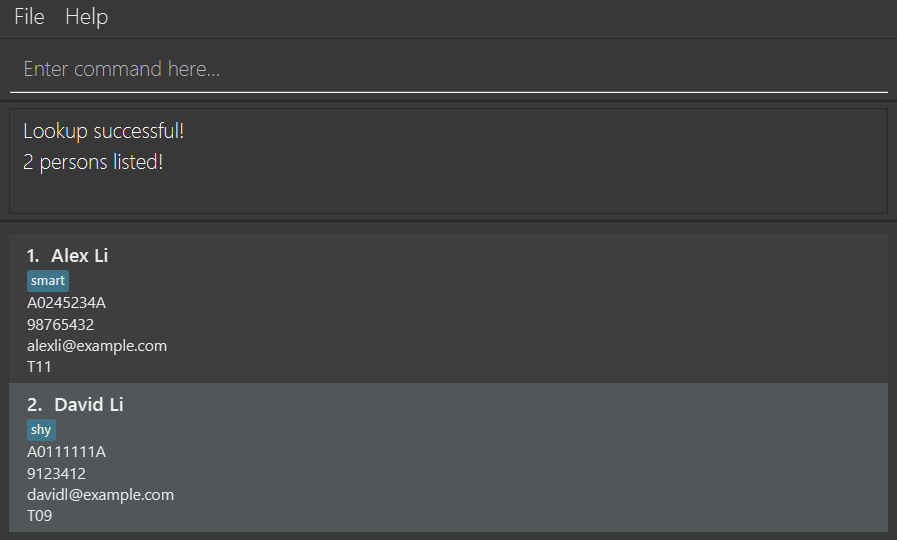 File Help
Enter command here...
Lookup successful!
2 persons listed!
1. Alex Li
smart
A0245234A
98765432
alexli@example.com
T11
2. David Li
shy
A0111111A
9123412
davidl@example.com
T09